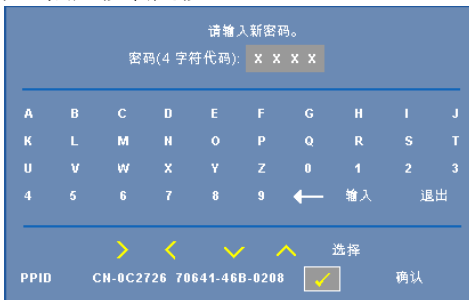 请输入新密码。
密码(4 字符代码): X X X X
A B C D E F G H I J
K L M N O P Q R S T
U V W X Y Z 0 1 2 3
4 5 6 7 8 9 ← 输入 退出
> < ∨ ∧ 选择
PPID CN-0C2726 70641-46B-0208 ✓ 确认